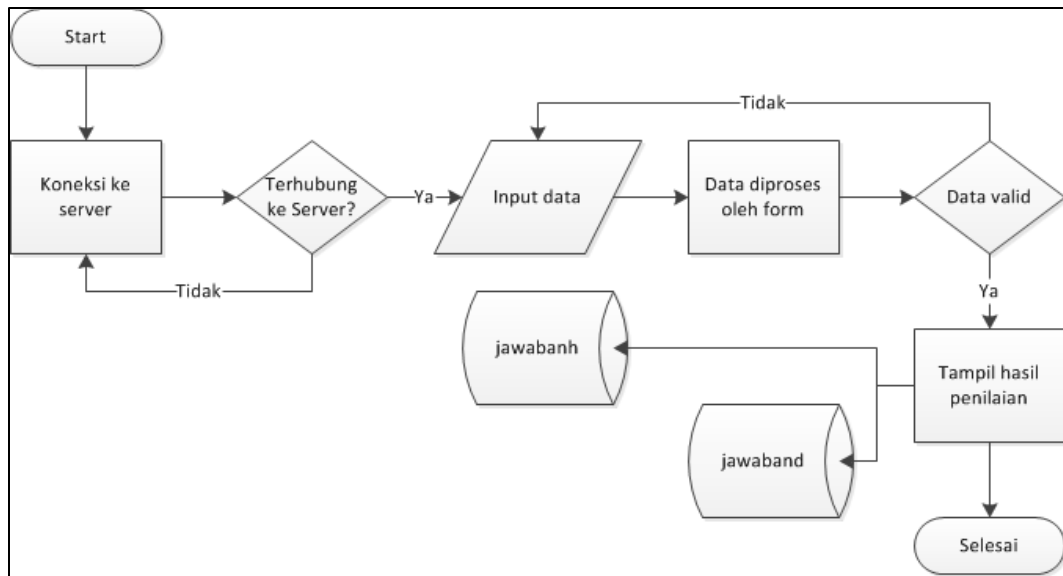 Start
Koneksi ke
server
Terhubung
ke Server?
Tidak
Ya
Input data
Data diproses
oleh form
Data valid
Tidak
Ya
Tampil hasil
penilaian
jawabanh
jawaband
Selesai